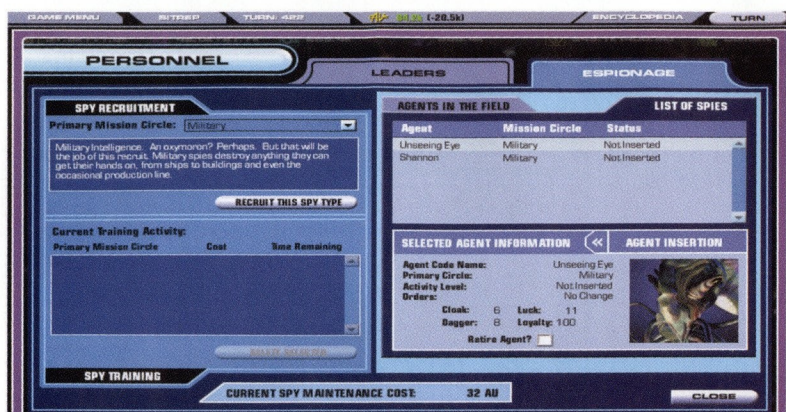 GAME MENU SITREP TURN: 422 (-20.5k) ENCYCLOPEDIA TURN
PERSONNEL
LEADERS
ESPIONAGE
SPY RECRUITMENT
Primary Mission Circle: Military
Military Intelligence. An oxymoron? Perhaps. But that will be
the job of this recruit. Military spies destroy anything they can
get their hands on, from ships to buildings and even the
occasional production line.
RECRUIT THIS SPY TYPE
Current Training Activity:
Primary Mission Circle Cost Time Remaining
SPY TRAINING
AGENTS IN THE FIELD LIST OF SPIES
Agent Mission Circle Status
Unseeing Eye Military Not Inserted
Shannon Military Not Inserted
SELECTED AGENT INFORMATION << AGENT INSERTION
Agent Code Name: Unseeing Eye
Primary Circle: Military
Activity Level: Not Inserted
Orders: No Change
Cloak: 6 Luck: 11
Dagger: 8 Loyalty: 100
Retire Agent?
CURRENT SPY MAINTENANCE COST: 32 AU
CLOSE